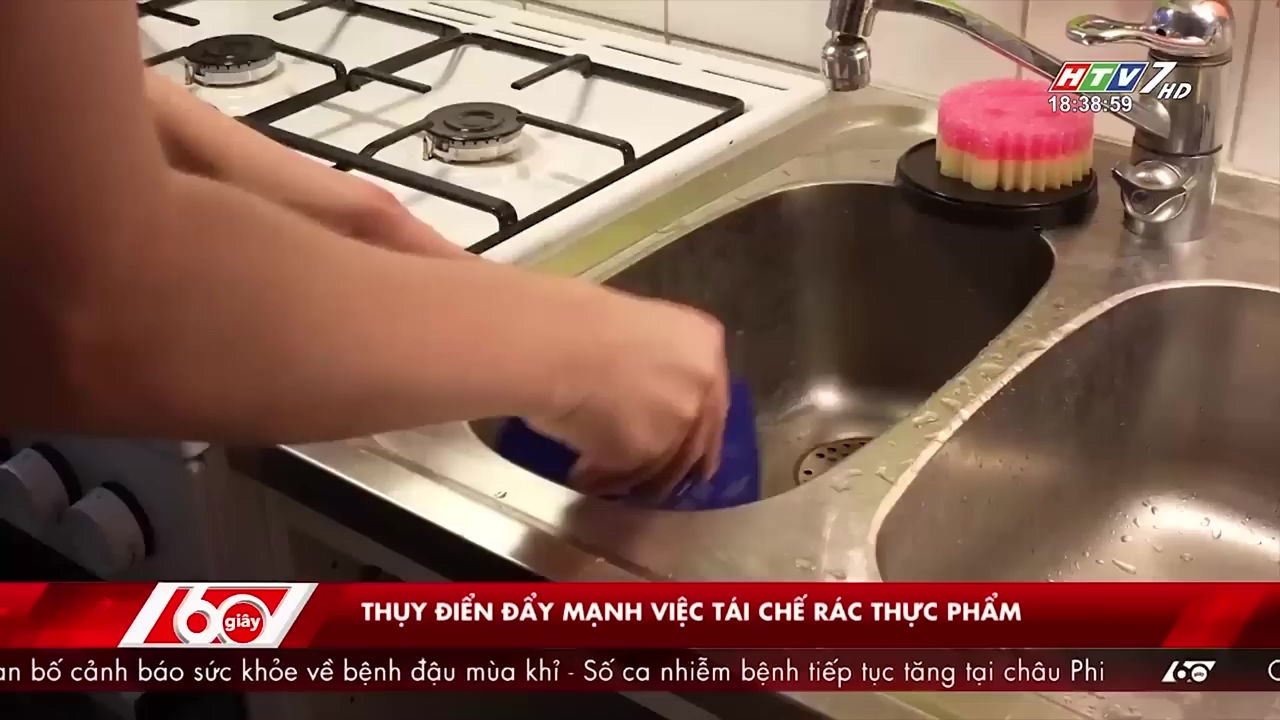 HTV7 HD
18:38:59
60 giây
THỤY ĐIỂN ĐẨY MẠNH VIỆC TÁI CHẾ RÁC THỰC PHẨM
bố cảnh báo sức khỏe về bệnh đậu mùa khỉ - Số ca nhiễm bệnh tiếp tục tăng tại châu Phi 60